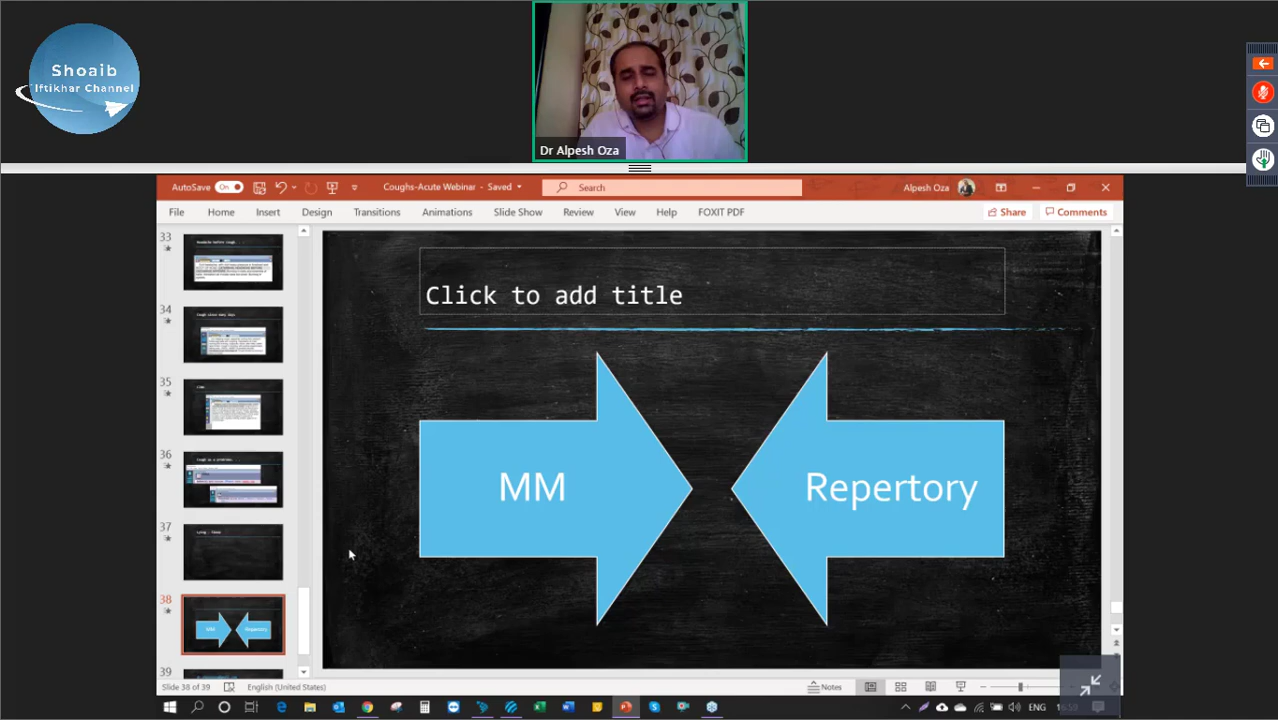 Shoaib
Iftikhar Channel
Dr Alpesh Oza
AutoSave On
Coughs-Acute Webinar - Saved
Search
Alpesh Oza
File Home Insert Design Transitions Animations Slide Show Review View Help FOXIT PDF
Share Comments
33
34
35
36
37
38
39
Click to add title
MM
Repertory
MM Repertory
Slide 38 of 39 English (United States)
Notes
ENG